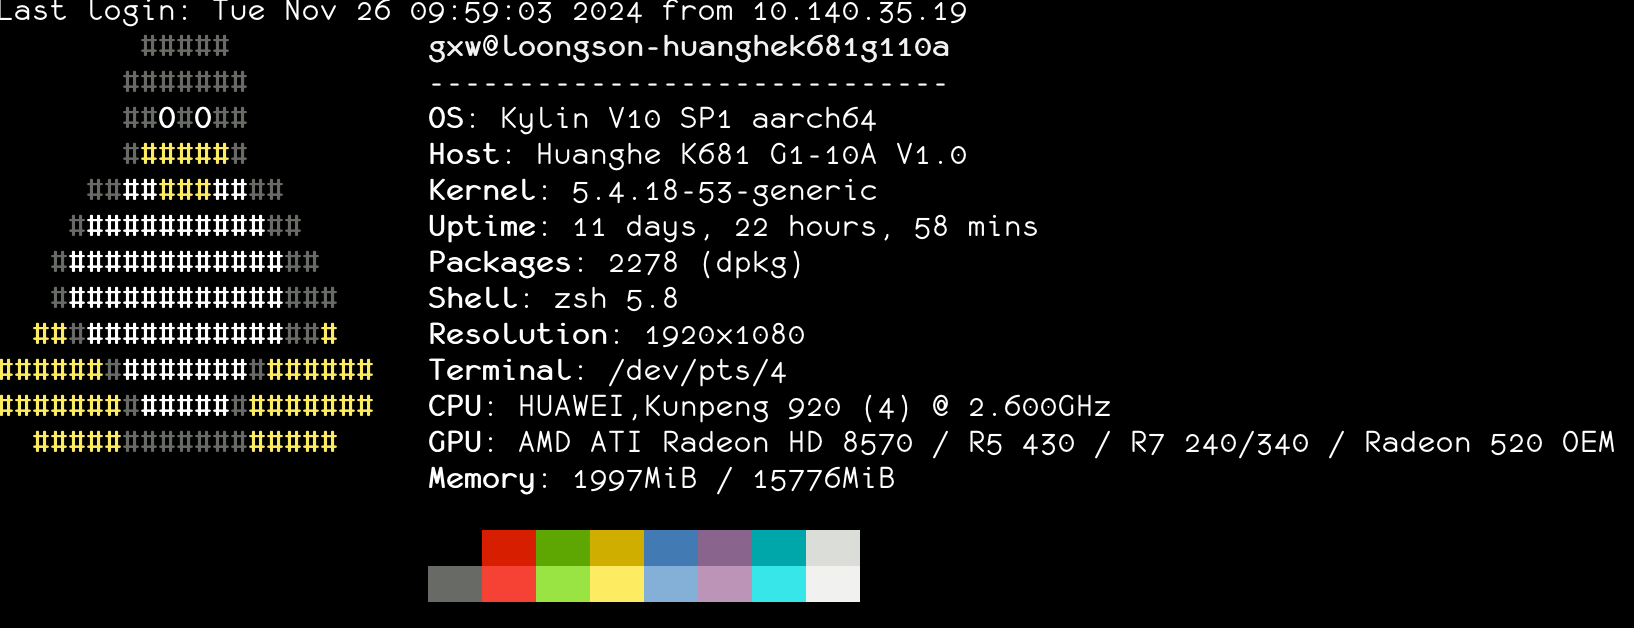 Last login: Tue Nov 26 09:59:03 2024 from 10.140.35.19
#####
gxw@loongson-huanghek681g110a
#######
-----------------------------
##O#O##
OS: Kylin V10 SP1 aarch64
#######
Host: Huanghe K681 G1-10A V1.0
###########
Kernel: 5.4.18-53-generic
#############
Uptime: 11 days, 22 hours, 58 mins
###############
Packages: 2278 (dpkg)
################
Shell: zsh 5.8
#################
Resolution: 1920x1080
#####################
Terminal: /dev/pts/4
#####################
CPU: HUAWEI,Kunpeng 920 (4) @ 2.600GHz
#################
GPU: AMD ATI Radeon HD 8570 / R5 430 / R7 240/340 / Radeon 520 OEM
Memory: 1997MiB / 15776MiB